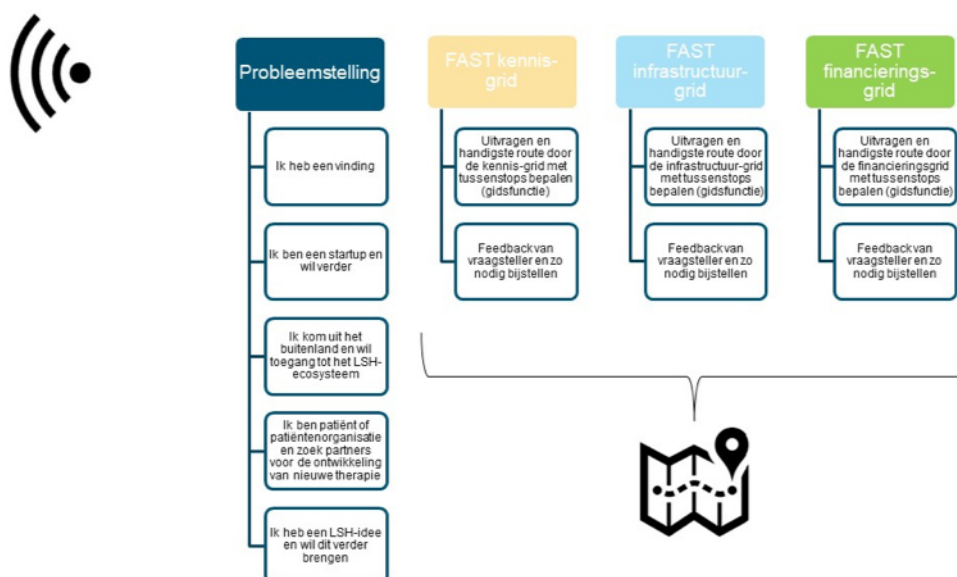 Probleemstelling
Ik heb een vinding
Ik ben een startup en
wil verder
Ik kom uit het
buitenland en wil
toegang tot het LSH-
ecosysteem
Ik ben patiënt of
patiëntenorganisatie
en zoek partners
voor de ontwikkeling
van nieuwe therapie
Ik heb een LSH-idee
en wil dit verder
brengen
FAST kennis-
grid
Uitvragen en
handigste route door
de kennis-grid met
tussenstops bepalen
(gidsfunctie)
Feedback van
vraagsteller en zo
nodig bijstellen
FAST
infrastructuur-
grid
Uitvragen en
handigste route door
de infrastructuur-grid
met tussenstops
bepalen (gidsfunctie)
Feedback van
vraagsteller en zo
nodig bijstellen
FAST
financierings-
grid
Uitvragen en
handigste route door
de financieringsgrid
met tussenstops
bepalen (gidsfunctie)
Feedback van
vraagsteller en zo
nodig bijstellen